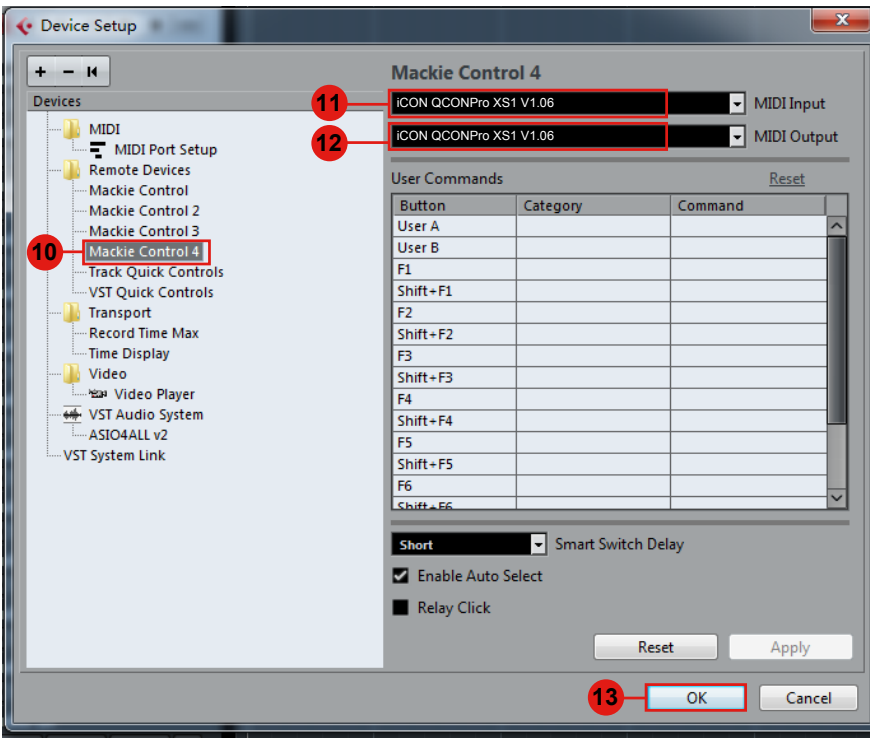 Device Setup
+ −
Mackie Control 4
Devices
11
iCON QCONPro XS1 V1.06
MIDI Input
12
iCON QCONPro XS1 V1.06
MIDI Output
MIDI
MIDI Port Setup
Remote Devices
Mackie Control
Mackie Control 2
Mackie Control 3
10
Mackie Control 4
Track Quick Controls
VST Quick Controls
Transport
Record Time Max
Time Display
Video
Video Player
VST Audio System
ASIO4ALL v2
VST System Link
User Commands
Reset
Button Category Command
User A
User B
F1
Shift+F1
F2
Shift+F2
F3
Shift+F3
F4
Shift+F4
F5
Shift+F5
F6
Shift+F6
Short
Smart Switch Delay
Enable Auto Select
Relay Click
Reset
Apply
13
OK
Cancel